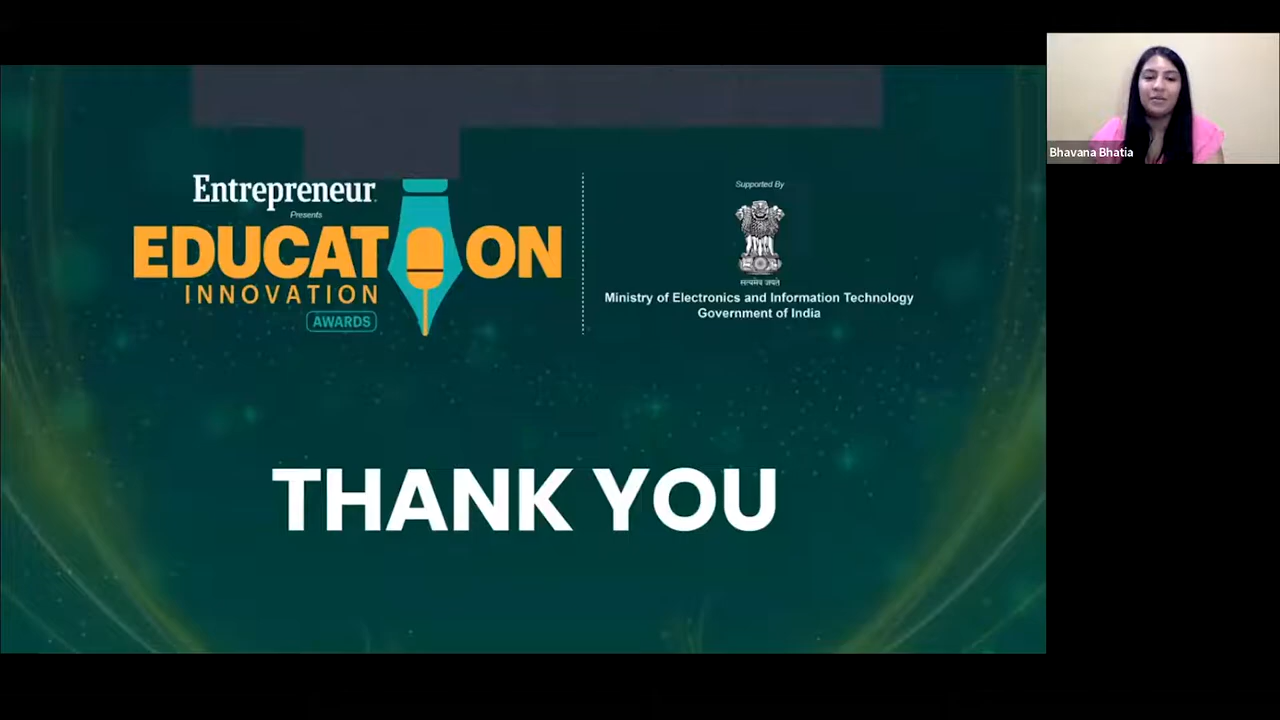 Entrepreneur
Presents
EDUCATION
INNOVATION
AWARDS
Supported By
सत्यमेव जयते
Ministry of Electronics and Information Technology
Government of India
THANK YOU
Bhavana Bhatia